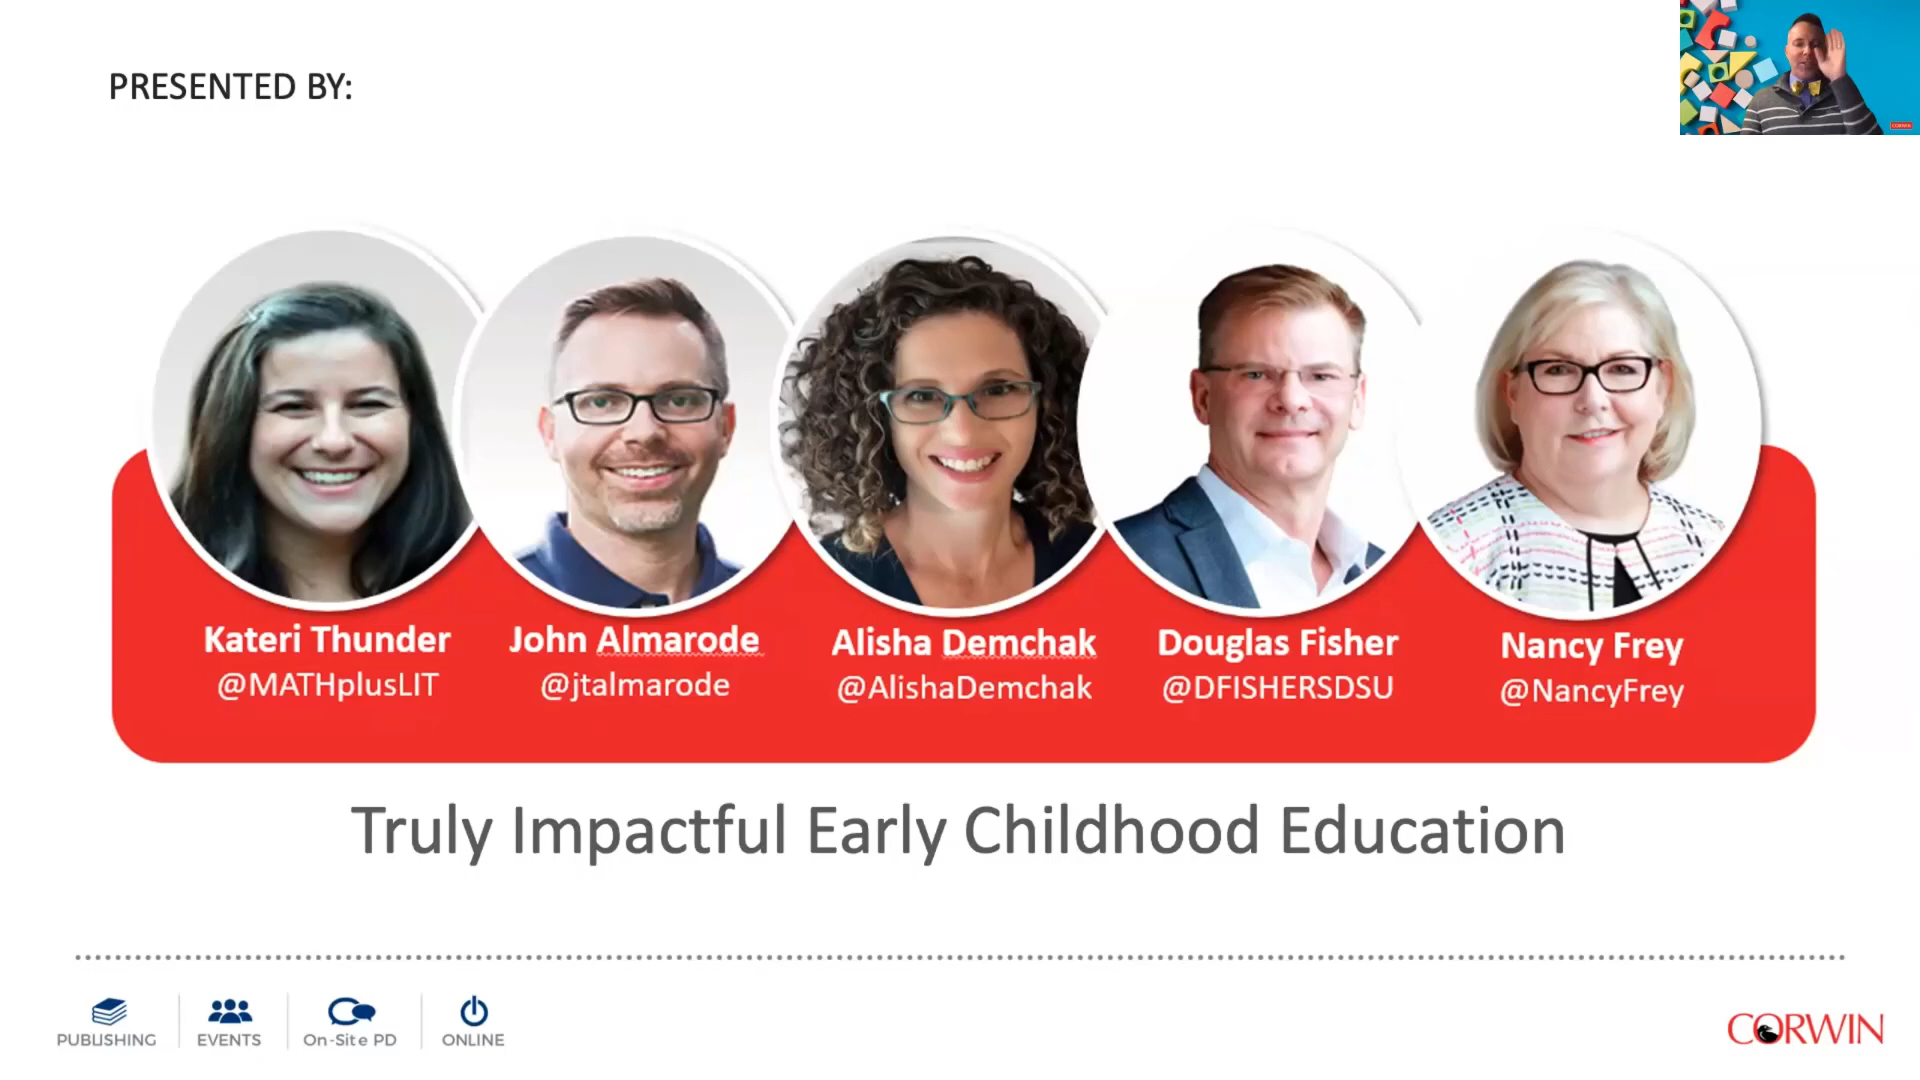 PRESENTED BY:
CORWIN
Kateri Thunder
@MATHplusLIT
John Almarode
@jtalmarode
Alisha Demchak
@AlishaDemchak
Douglas Fisher
@DFISHERSDSU
Nancy Frey
@NancyFrey
Truly Impactful Early Childhood Education
PUBLISHING
EVENTS
On-Site PD
ONLINE
CORWIN